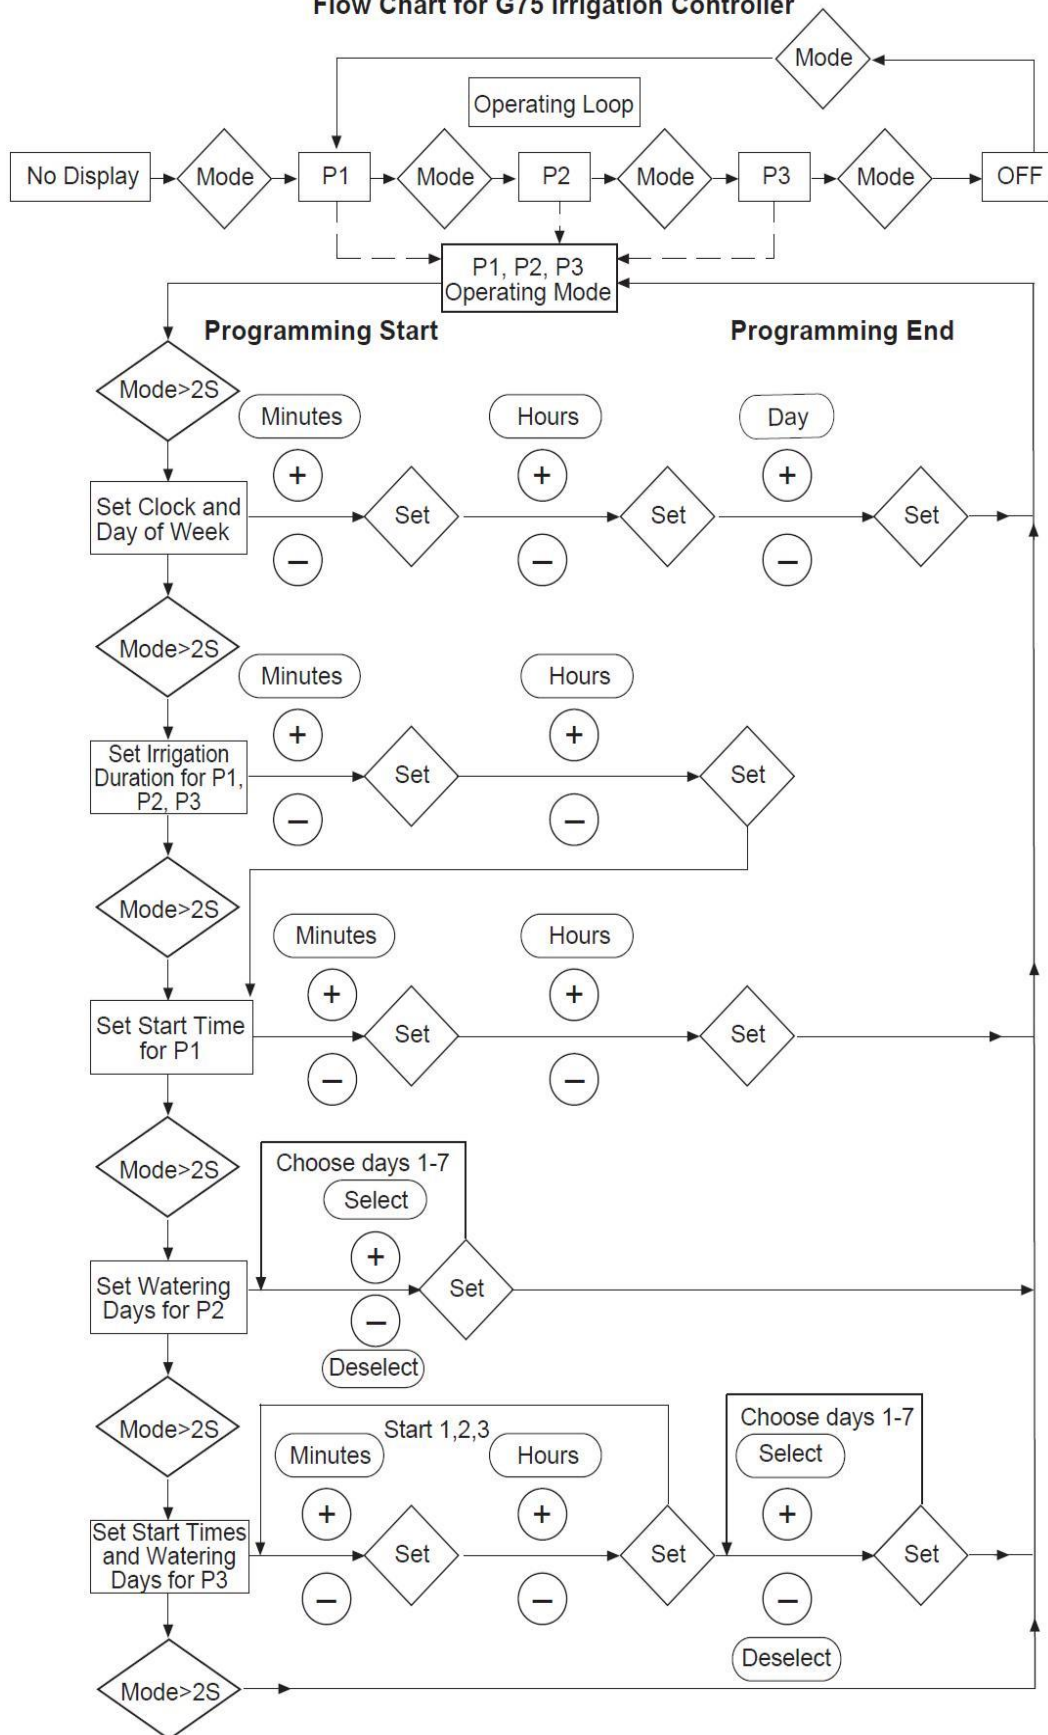 Flow Chart for G75 Irrigation Controller
Mode
Operating Loop
No Display
Mode
P1
Mode
P2
Mode
P3
Mode
OFF
P1, P2, P3
Operating Mode
Programming Start
Programming End
Mode>2S
Minutes
Hours
Day
+
+
+
Set Clock and
Day of Week
Set
Set
Set
–
–
–
Mode>2S
Minutes
Hours
+
+
Set Irrigation
Duration for P1,
P2, P3
Set
Set
–
–
Mode>2S
Minutes
Hours
+
+
Set Start Time
for P1
Set
Set
–
–
Mode>2S
Choose days 1-7
Select
+
Set Watering
Days for P2
Set
–
Deselect
Mode>2S
Start 1,2,3
Choose days 1-7
Minutes
Hours
Select
+
+
+
Set Start Times
and Watering
Days for P3
Set
Set
Set
–
–
–
Deselect
Mode>2S